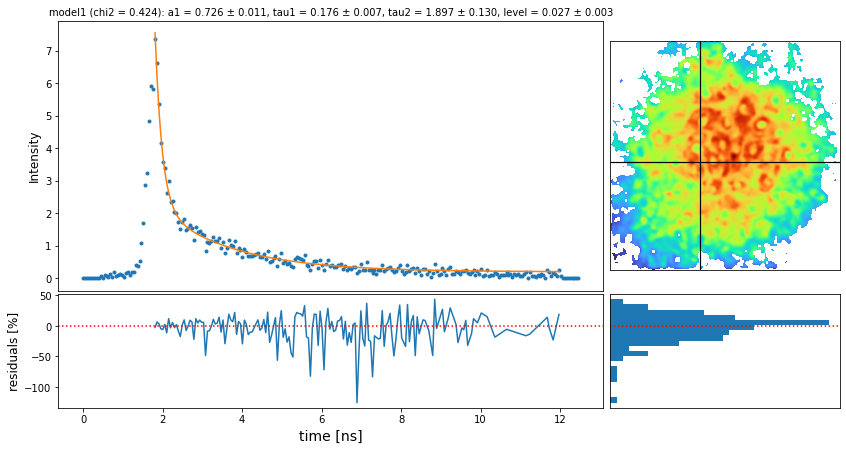 model1 (chi2 = 0.424): a1 = 0.726 ± 0.011, tau1 = 0.176 ± 0.007, tau2 = 1.897 ± 0.130, level = 0.027 ± 0.003
7
6
5
4
3
2
1
0
Intensity
50
0
−50
−100
residuals [%]
0 2 4 6 8 10 12
time [ns]